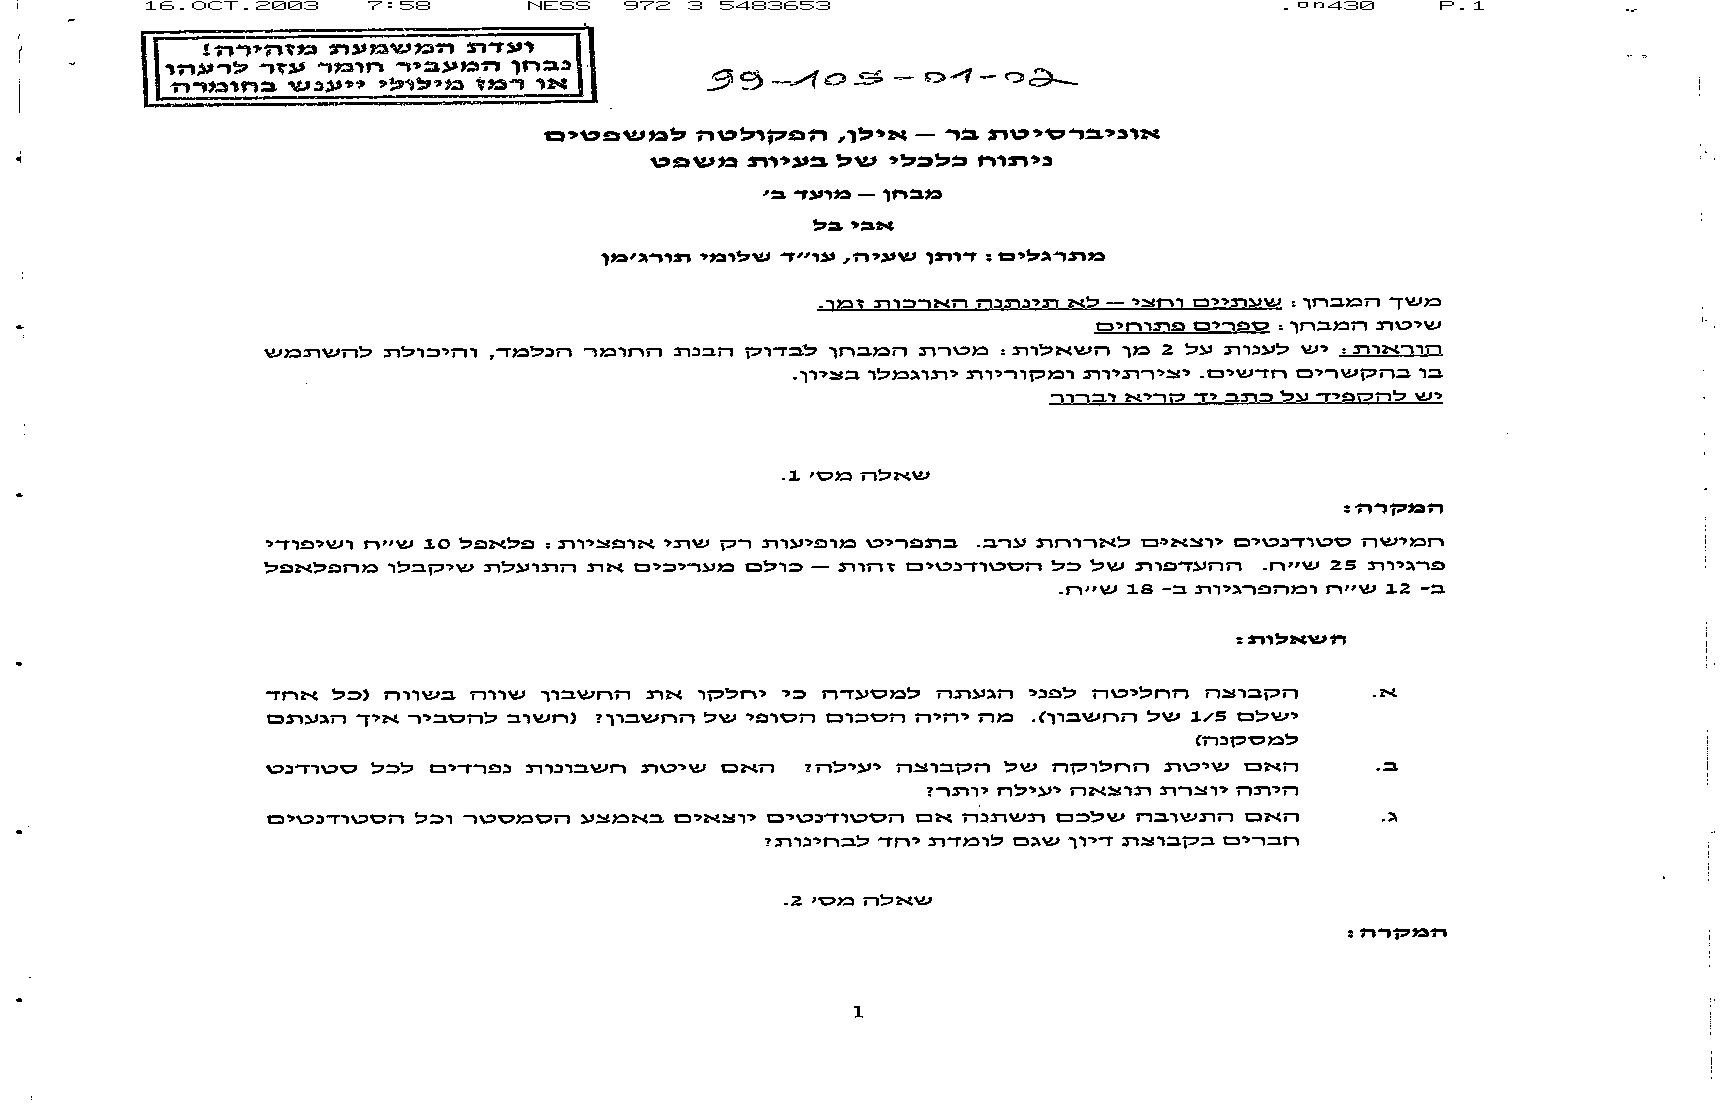 16.OCT.2003 7:58 NESS 972 3 5483653 P.1
ועדת המשמעת מזהירה!
נבחן המעביר חומר עזר לרעהו
או רמז מילולי ייענש בחומרה
99-105-01-02
אוניברסיטת בר – אילן, הפקולטה למשפטים
ניתוח כלכלי של בעיות משפט
מבחן – מועד ב'
אבי בל
מתרגלים: דותן שעיה, עו"ד שלומי תורג'מן
משך המבחן: שעתיים וחצי – לא תינתנה הארכות זמן.
שיטת המבחן: ספרים פתוחים
הוראות: יש לענות על 2 מן השאלות: מטרת המבחן לבדוק הבנת החומר הנלמד, והיכולת להשתמש
בו בהקשרים חדשים. יצירתיות ומקוריות יתוגמלו בציון.
יש להקפיד על כתב יד קריא וברור
שאלה מס' 1.
המקרה:
חמישה סטודנטים יוצאים לארוחת ערב. בתפריט מופיעות רק שתי אופציות: פלאפל 10 ש"ח ושיפודי
פרגיות 25 ש"ח. ההעדפות של כל הסטודנטים זהות – כולם מעריכים את התועלת שיקבלו מהפלאפל
ב- 12 ש"ח ומהפרגיות ב- 18 ש"ח.
השאלות:
א. הקבוצה החליטה לפני הגעתה למסעדה כי יחלקו את החשבון שווה בשווה (כל אחד
ישלם 1/5 של החשבון). מה יהיה הסכום הסופי של החשבון? (חשוב להסביר איך הגעתם
למסקנה)
ב. האם שיטת החלוקה של הקבוצה יעילה? האם שיטת חשבונות נפרדים לכל סטודנט
היתה יוצרת תוצאה יעילה יותר?
ג. האם התשובה שלכם תשתנה אם הסטודנטים יוצאים באמצע הסמסטר וכל הסטודנטים
חברים בקבוצת דיון שגם לומדת יחד לבחינות?
שאלה מס' 2.
המקרה:
1